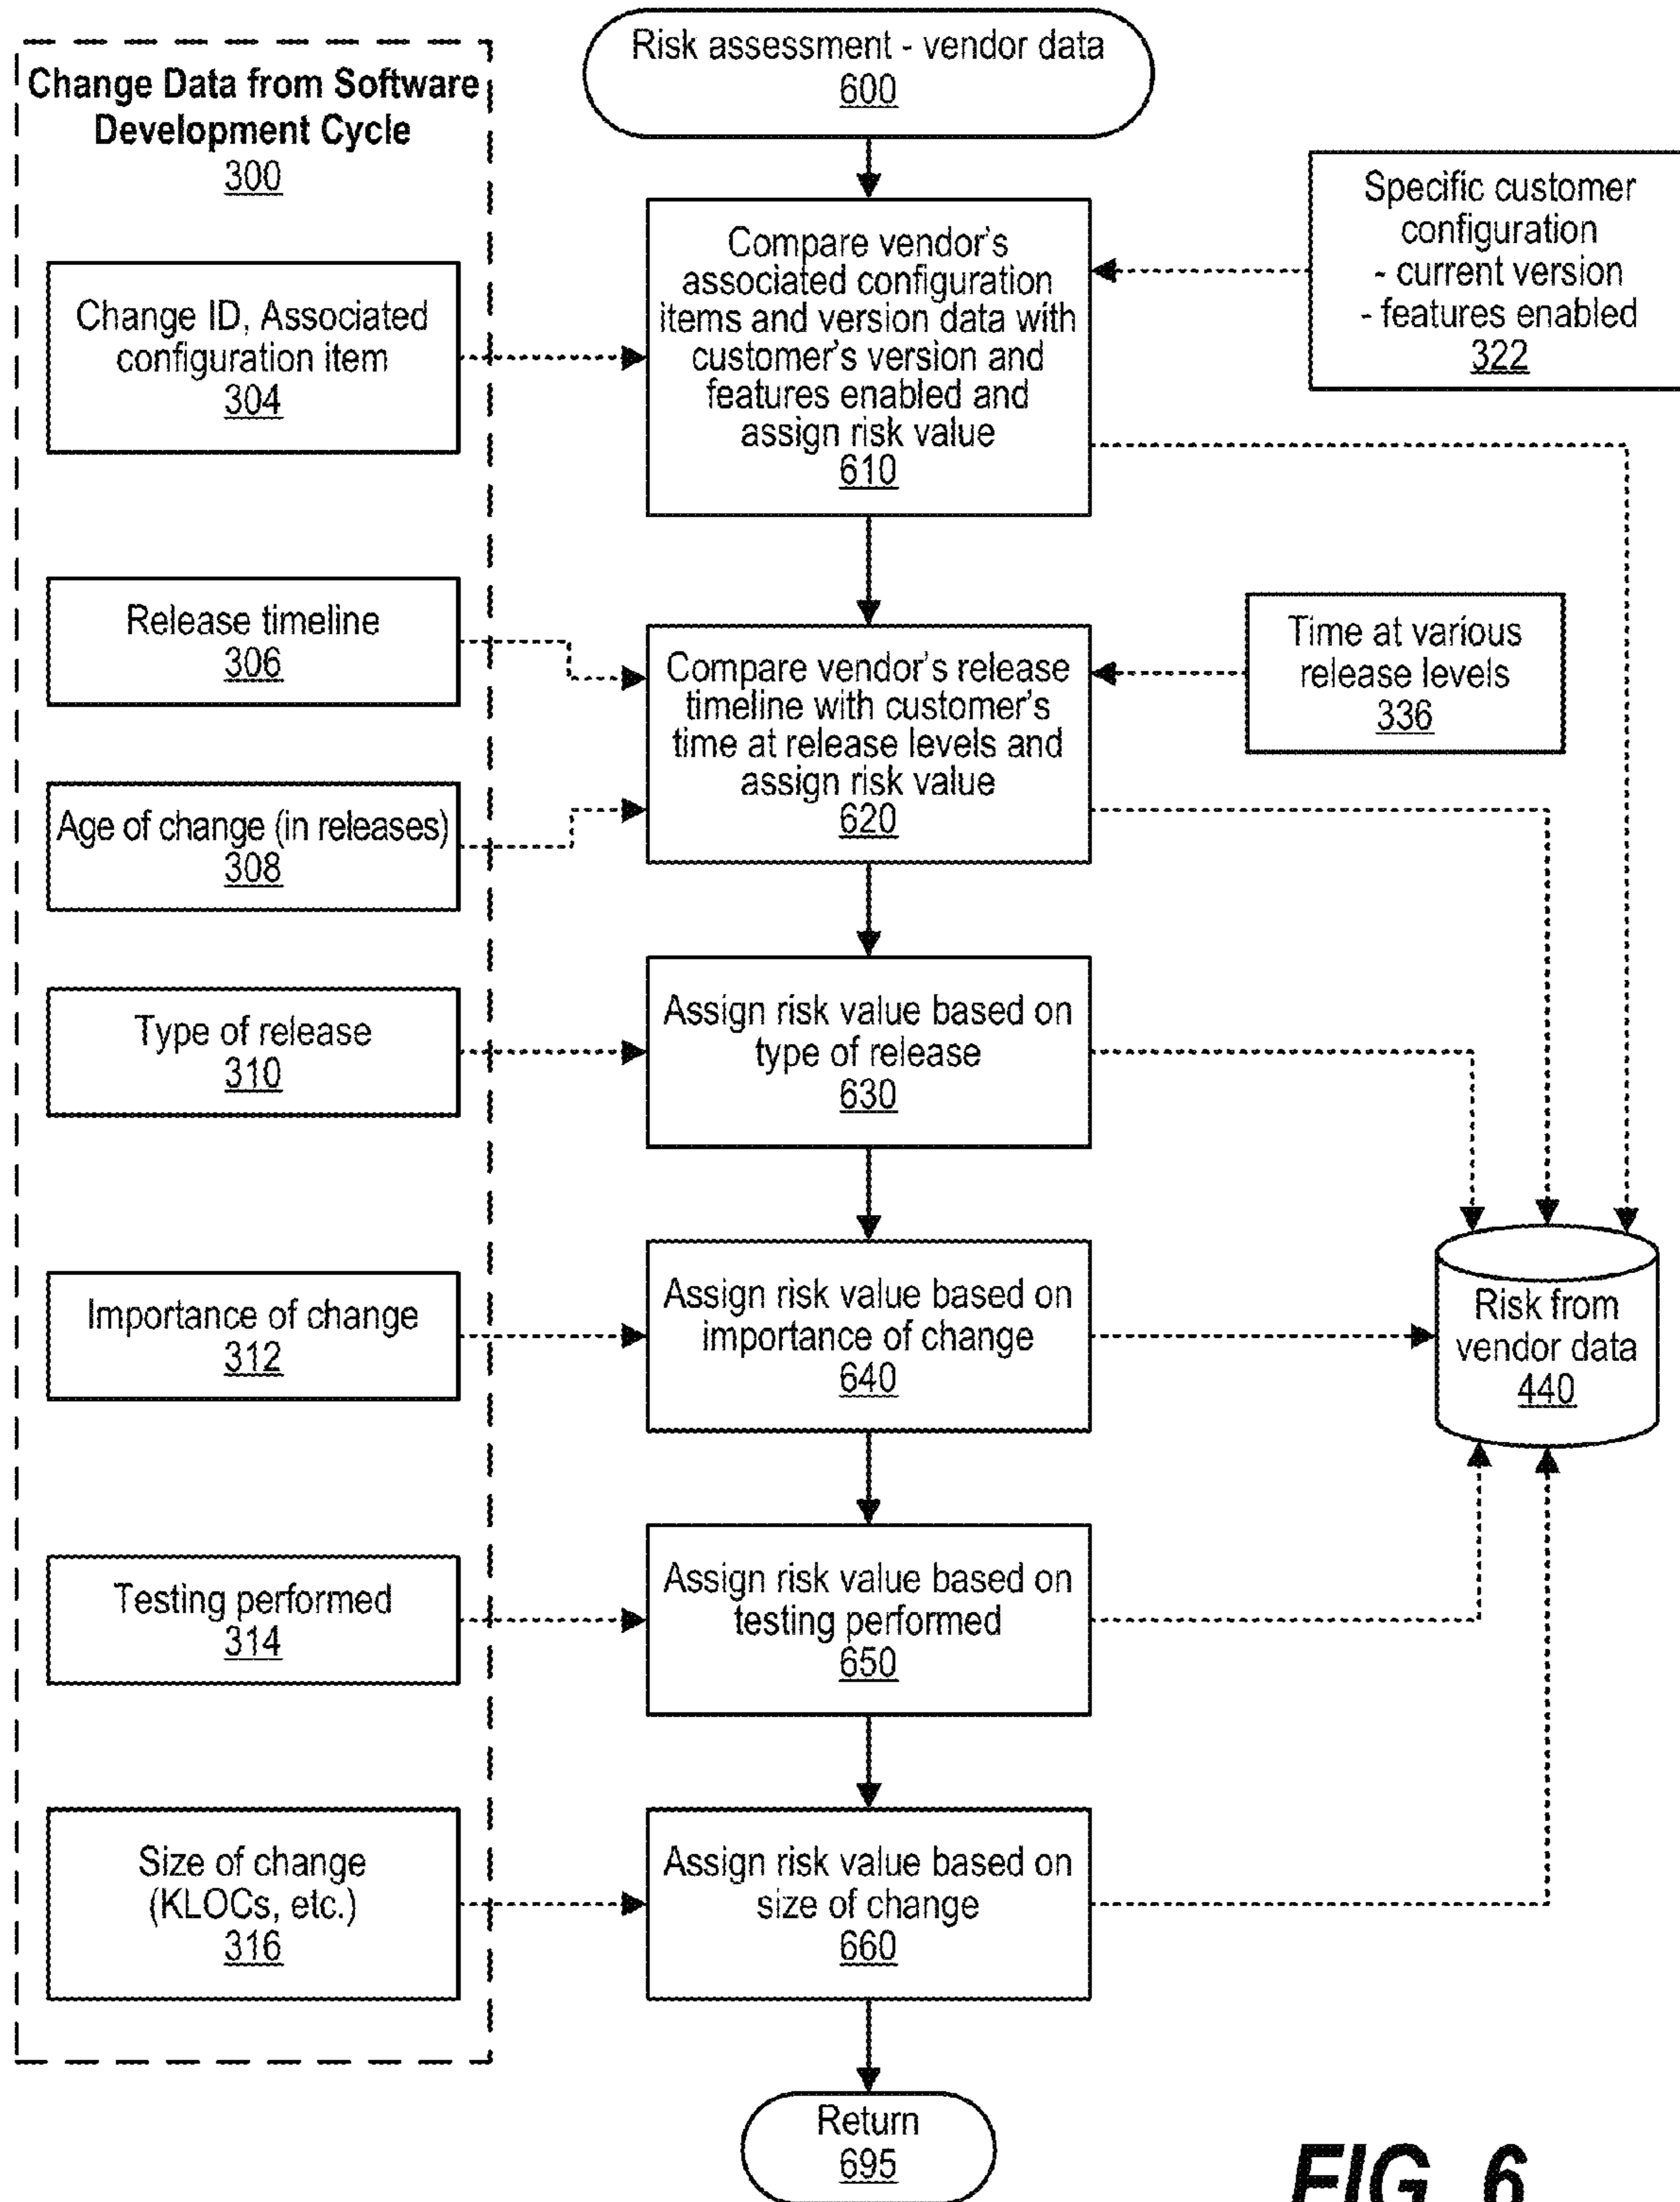 Risk assessment - vendor data
600
Change Data from Software
Development Cycle
300
Specific customer
configuration
- current version
- features enabled
322
Change ID, Associated
configuration item
304
Compare vendor's
associated configuration
items and version data with
customer's version and
features enabled and
assign risk value
610
Release timeline
306
Compare vendor's release
timeline with customer's
time at release levels and
assign risk value
620
Time at various
release levels
336
Age of change (in releases)
308
Type of release
310
Assign risk value based on
type of release
630
Importance of change
312
Assign risk value based on
importance of change
640
Risk from
vendor data
440
Testing performed
314
Assign risk value based on
testing performed
650
Size of change
(KLOCs, etc.)
316
Assign risk value based on
size of change
660
Return
695
FIG. 6